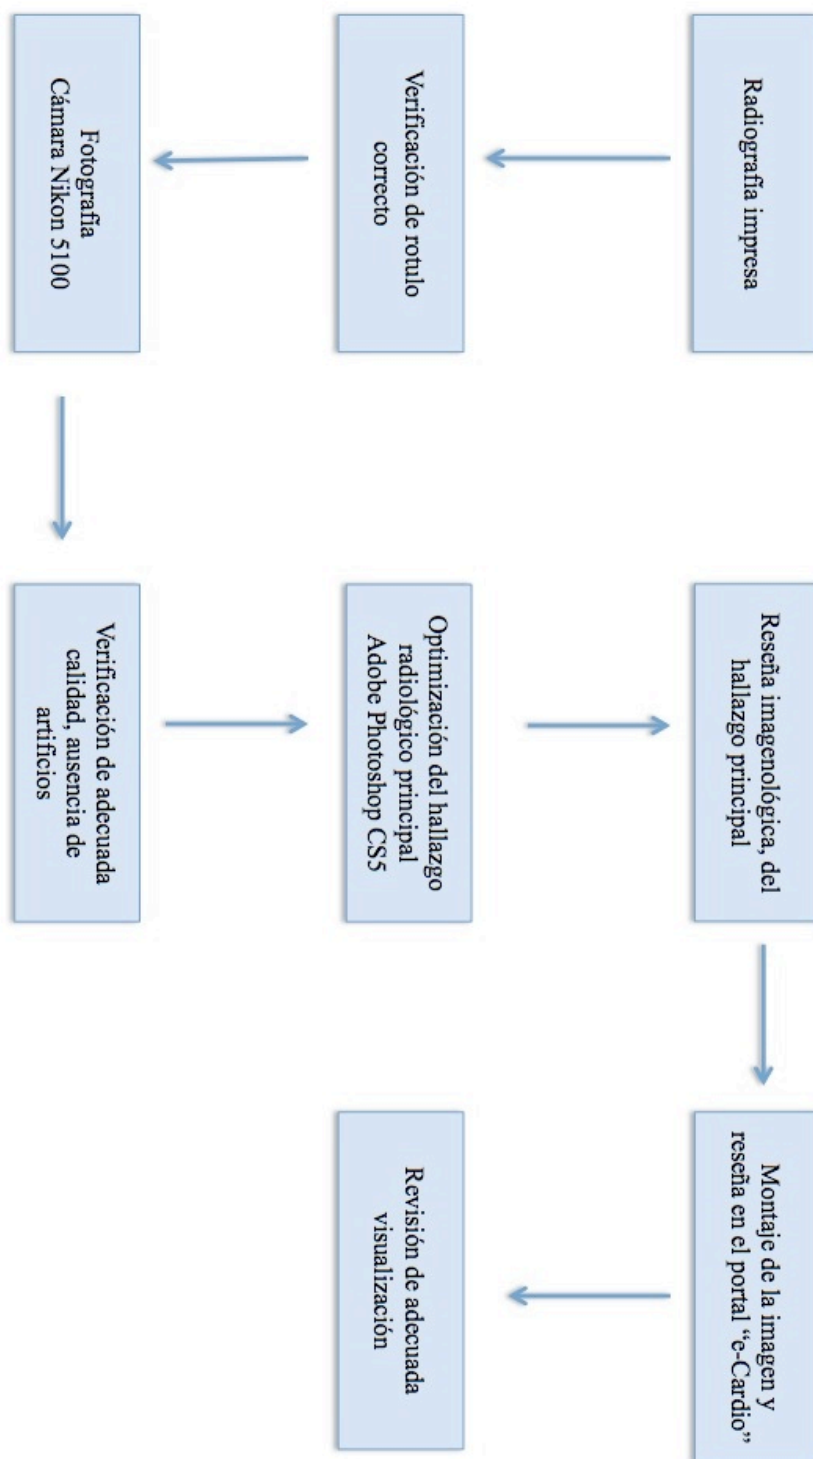 Radiografía impresa
Verificación de rotulo
correcto
Fotografía
Cámara Nikon 5100
Verificación de adecuada
calidad, ausencia de
artificios
Optimización del hallazgo
radiológico principal
Adobe Photoshop CS5
Reseña imagenológica, del
hallazgo principal
Montaje de la imagen y
reseña en el portal “e-Cardio”
Revisión de adecuada
visualización